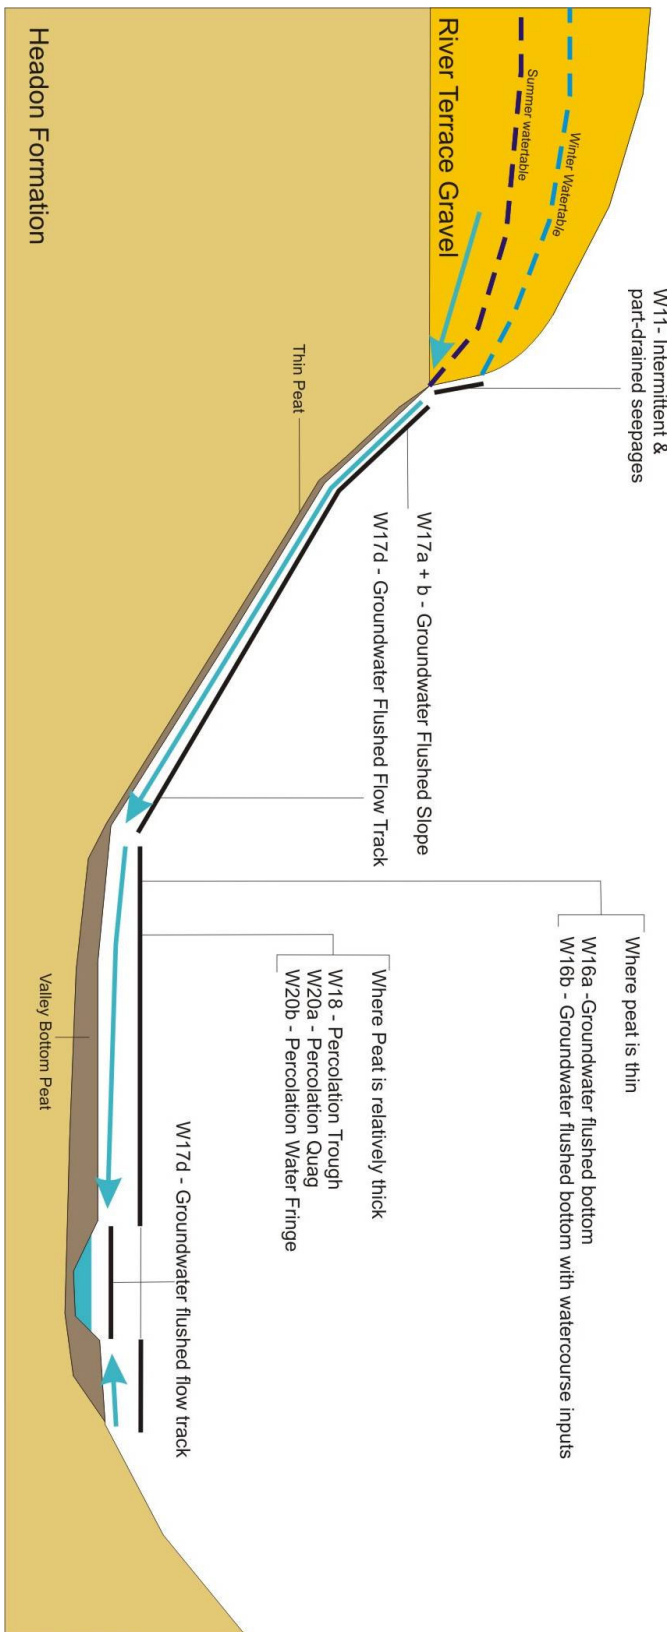 W11- Intermittent &
part-drained seepages
Winter Watertable
Summer watertable
River Terrace Gravel
Headon Formation
Thin Peat
W17a + b - Groundwater Flushed Slope
W17d - Groundwater Flushed Flow Track
Where peat is thin
W16a -Groundwater flushed bottom
W16b - Groundwater flushed bottom with watercourse inputs
Where Peat is relatively thick
W18 - Percolation Trough
W20a - Percolation Quag
W20b - Percolation Water Fringe
W17d - Groundwater flushed flow track
Valley Bottom Peat